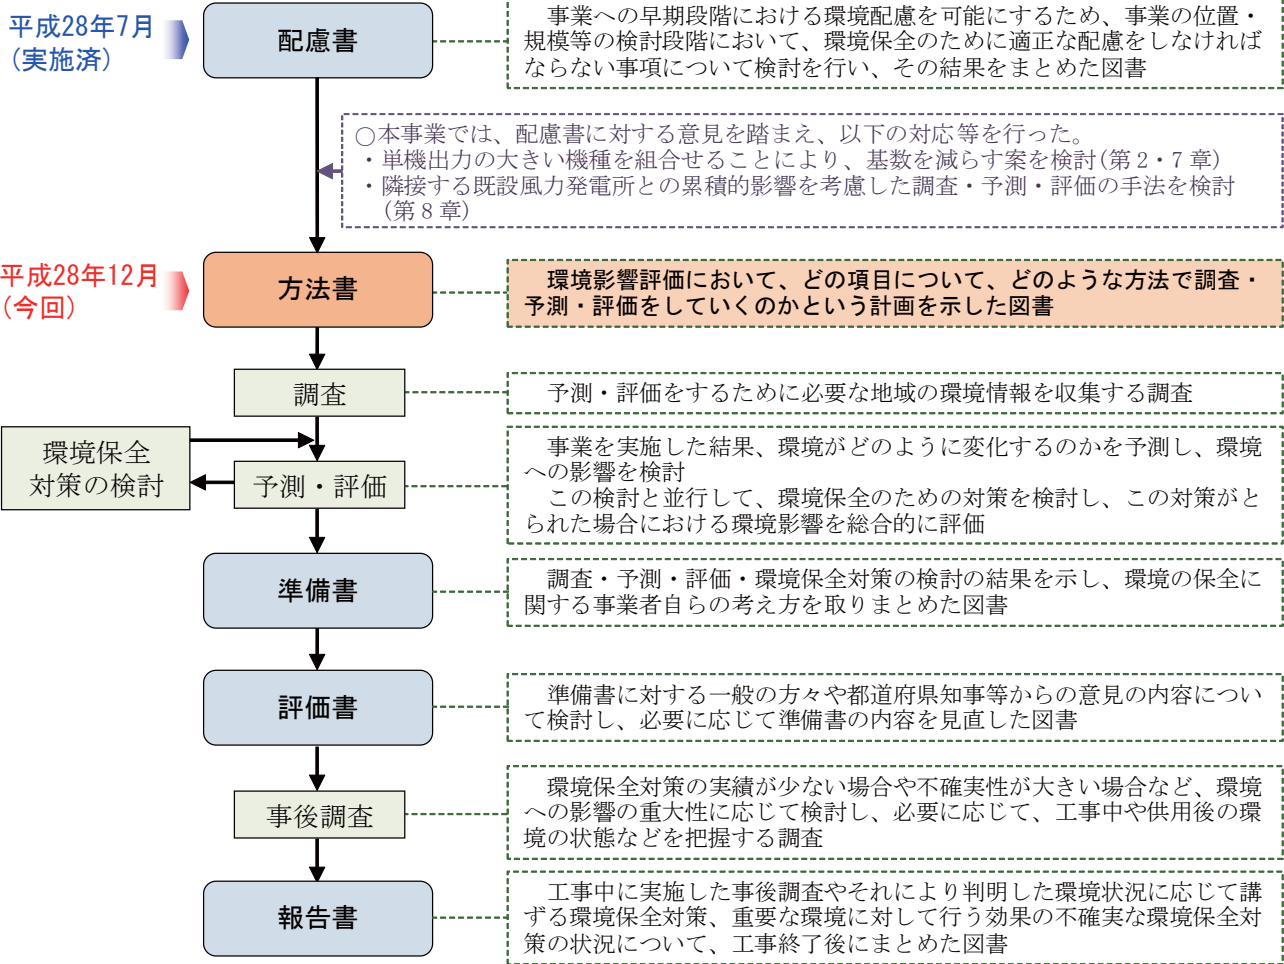 平成28年7月
(実施済)
配慮書
事業への早期段階における環境配慮を可能にするため、事業の位置・
規模等の検討段階において、環境保全のために適正な配慮をしなければ
ならない事項について検討を行い、その結果をまとめた図書
○本事業では、配慮書に対する意見を踏まえ、以下の対応等を行った。
・単機出力の大きい機種を組合せることにより、基数を減らす案を検討(第2・7章)
・隣接する既設風力発電所との累積的影響を考慮した調査・予測・評価の手法を検討
(第8章)
平成28年12月
(今回)
方法書
環境影響評価において、どの項目について、どのような方法で調査・
予測・評価をしていくのかという計画を示した図書
調査
予測・評価をするために必要な地域の環境情報を収集する調査
環境保全
対策の検討
予測・評価
事業を実施した結果、環境がどのように変化するのかを予測し、環境
への影響を検討
この検討と並行して、環境保全のための対策を検討し、この対策がと
られた場合における環境影響を総合的に評価
準備書
調査・予測・評価・環境保全対策の検討の結果を示し、環境の保全に
関する事業者自らの考え方を取りまとめた図書
評価書
準備書に対する一般の方々や都道府県知事等からの意見の内容につい
て検討し、必要に応じて準備書の内容を見直した図書
事後調査
環境保全対策の実績が少ない場合や不確実性が大きい場合など、環境
への影響の重大性に応じて検討し、必要に応じて、工事中や供用後の環
境の状態などを把握する調査
報告書
工事中に実施した事後調査やそれにより判明した環境状況に応じて講
ずる環境保全対策、重要な環境に対して行う効果の不確実な環境保全対
策の状況について、工事終了後にまとめた図書